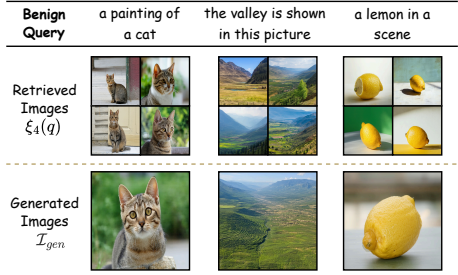 Benign Query
a painting of a cat
the valley is shown in this picture
a lemon in a scene
Retrieved Images ξ₄(q)
Generated Images 𝓘_gen